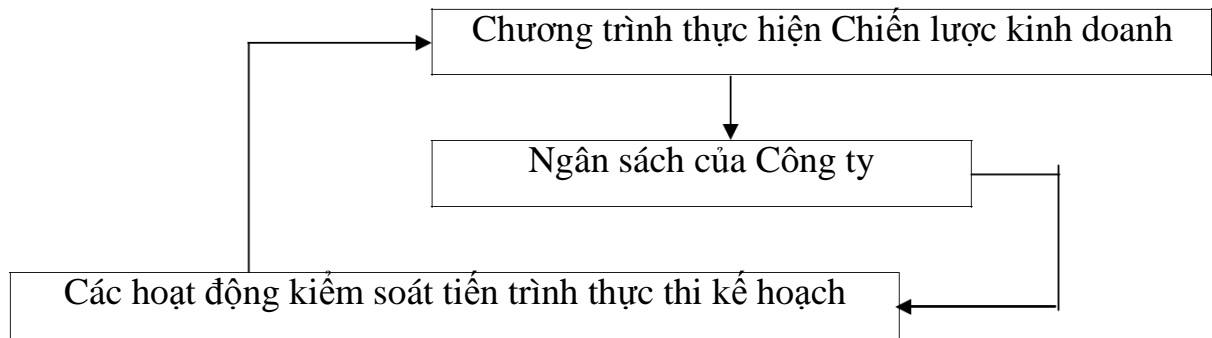 Chương trình thực hiện Chiến lược kinh doanh
Ngân sách của Công ty
Các hoạt động kiểm soát tiến trình thực thi kế hoạch